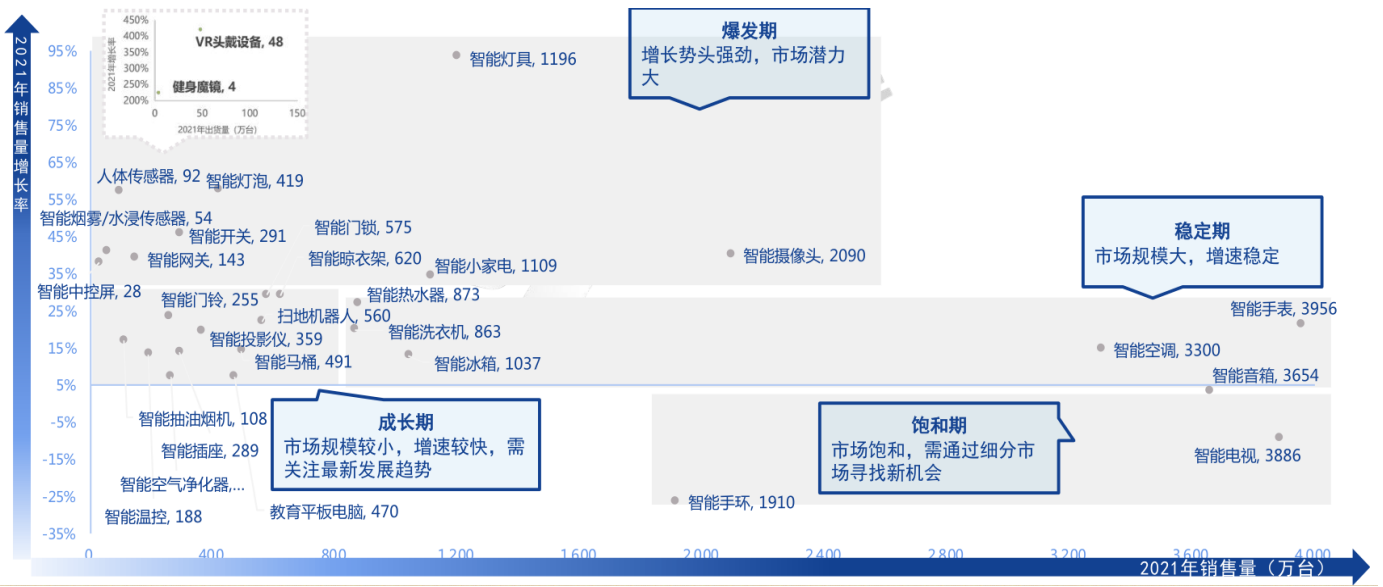 2021年销售量增长率
95%
85%
75%
65%
55%
45%
35%
25%
15%
5%
-5%
-15%
-25%
-35%
450%
400%
350%
300%
250%
200%
2021年增长率
VR头戴设备, 48
健身魔镜, 4
0
50
100
150
2021年出货量（万台）
智能灯具, 1196
爆发期
增长势头强劲，市场潜力
大
人体传感器, 92
智能灯泡, 419
智能烟雾/水浸传感器, 54
智能开关, 291
智能门锁, 575
智能网关, 143
智能晾衣架, 620
智能小家电, 1109
智能摄像头, 2090
稳定期
市场规模大，增速稳定
智能中控屏, 28
智能门铃, 255
智能热水器, 873
扫地机器人, 560
智能投影仪, 359
智能洗衣机, 863
智能马桶, 491
智能冰箱, 1037
智能手表, 3956
智能空调, 3300
智能音箱, 3654
智能抽油烟机, 108
智能插座, 289
智能空气净化器,...
智能温控, 188
教育平板电脑, 470
成长期
市场规模较小，增速较快，需
关注最新发展趋势
饱和期
市场饱和，需通过细分市
场寻找新机会
智能电视, 3886
智能手环, 1910
0
400
800
1,200
1,600
2,000
2,400
2,800
3,200
3,600
4,000
2021年销售量（万台）